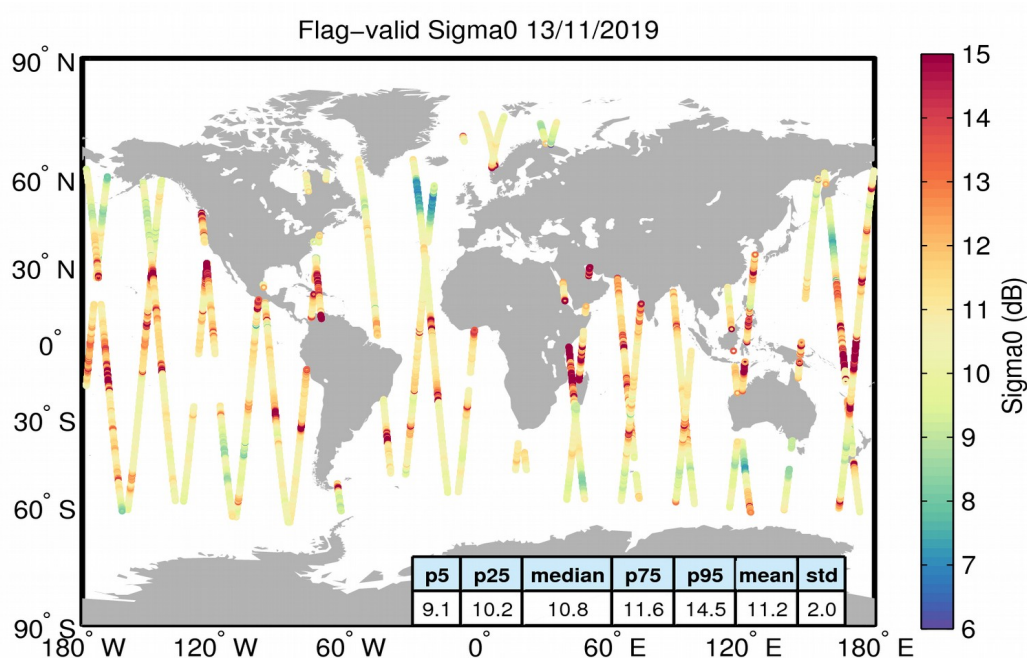 Flag−valid Sigma0 13/11/2019
90° N
60° N
30° N
0°
30° S
60° S
90° S
180° W
120° W
60° W
0°
60° E
120° E
180° E
15
14
13
12
11
10
9
8
7
6
Sigma0 (dB)
p5 p25 median p75 p95 mean std
9.1 10.2 10.8 11.6 14.5 11.2 2.0